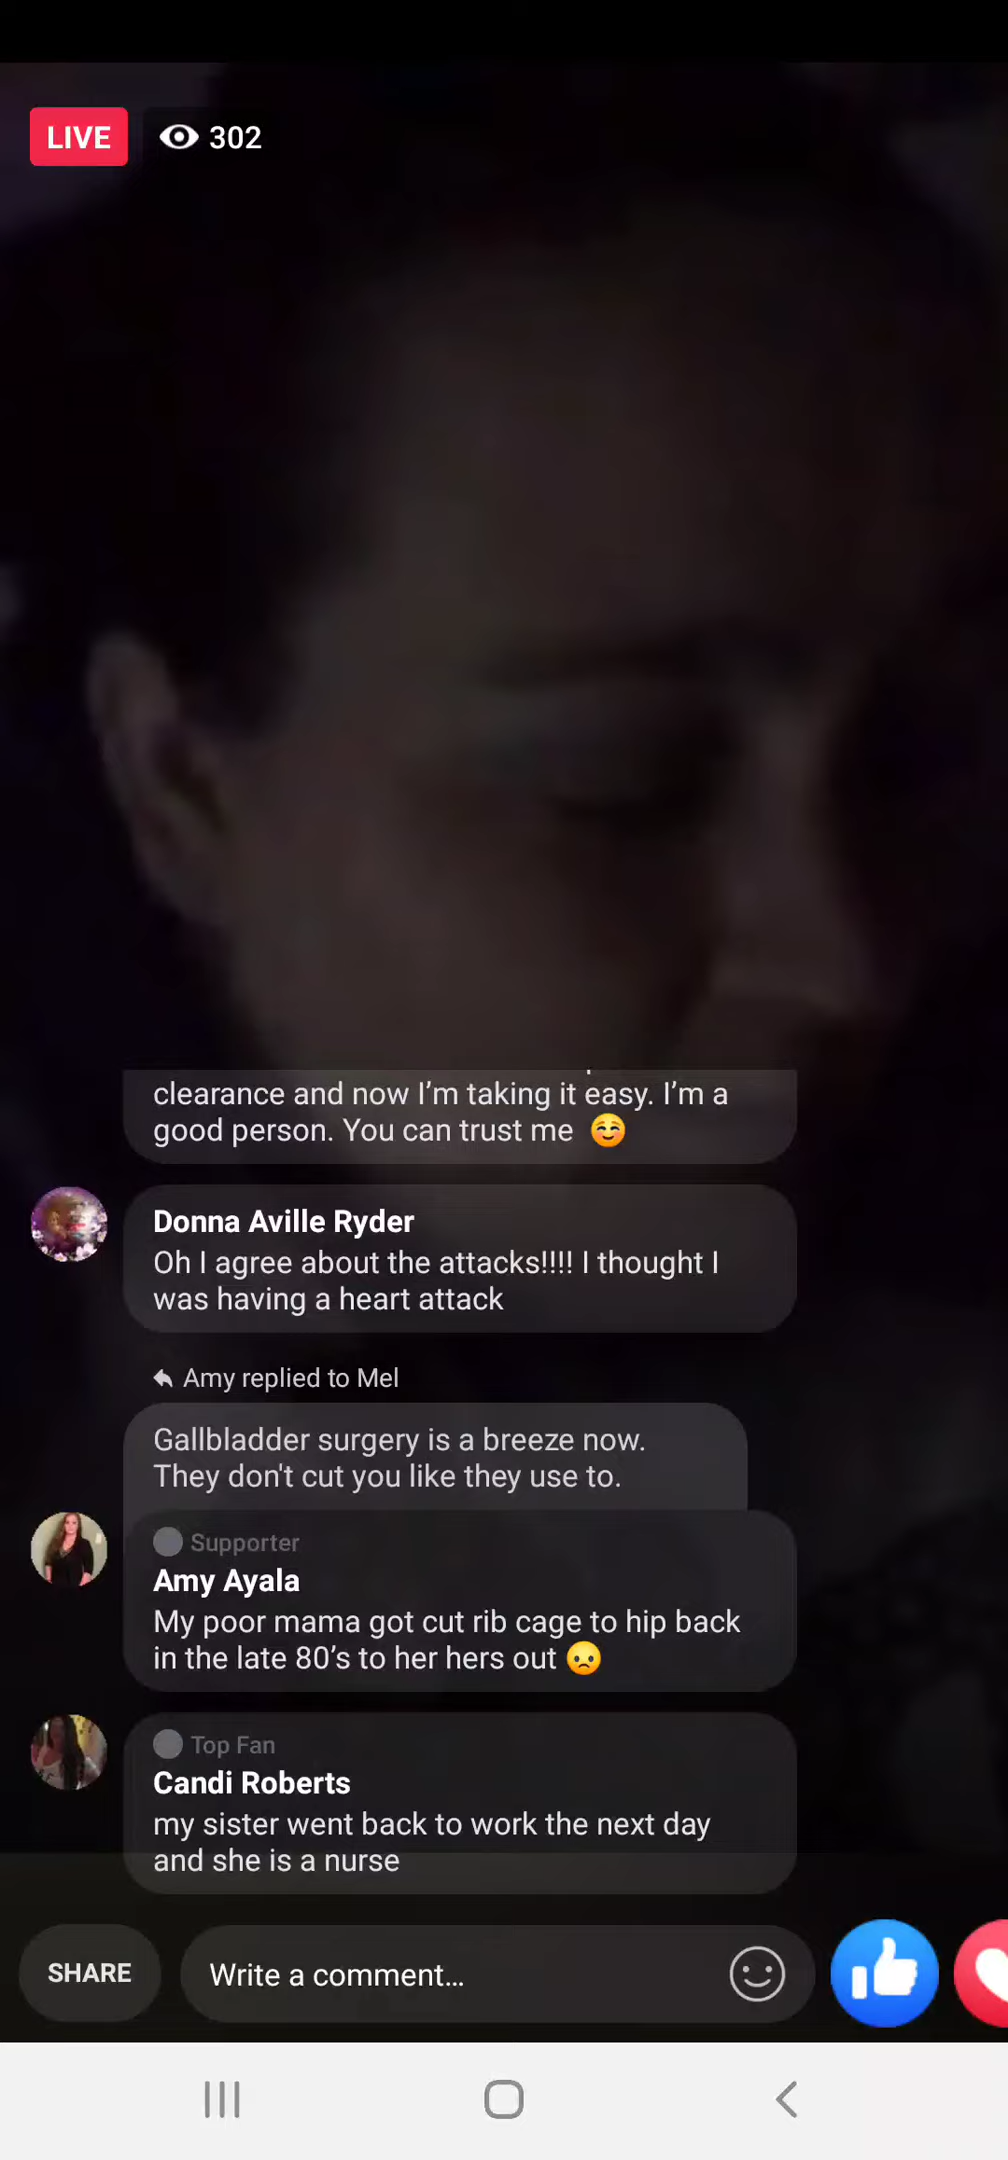 LIVE 302
clearance and now I'm taking it easy. I'm a
good person. You can trust me ☺️
Donna Aville Ryder
Oh I agree about the attacks!!!! I thought I
was having a heart attack
Amy replied to Mel
Gallbladder surgery is a breeze now.
They don't cut you like they use to.
Supporter
Amy Ayala
My poor mama got cut rib cage to hip back
in the late 80's to her hers out 😞
Top Fan
Candi Roberts
my sister went back to work the next day
and she is a nurse
SHARE
Write a comment...